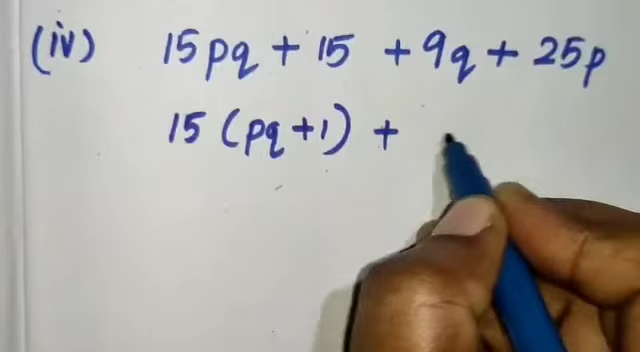 (iv) 15pq + 15 + 9q + 25p
15 (pq + 1) +